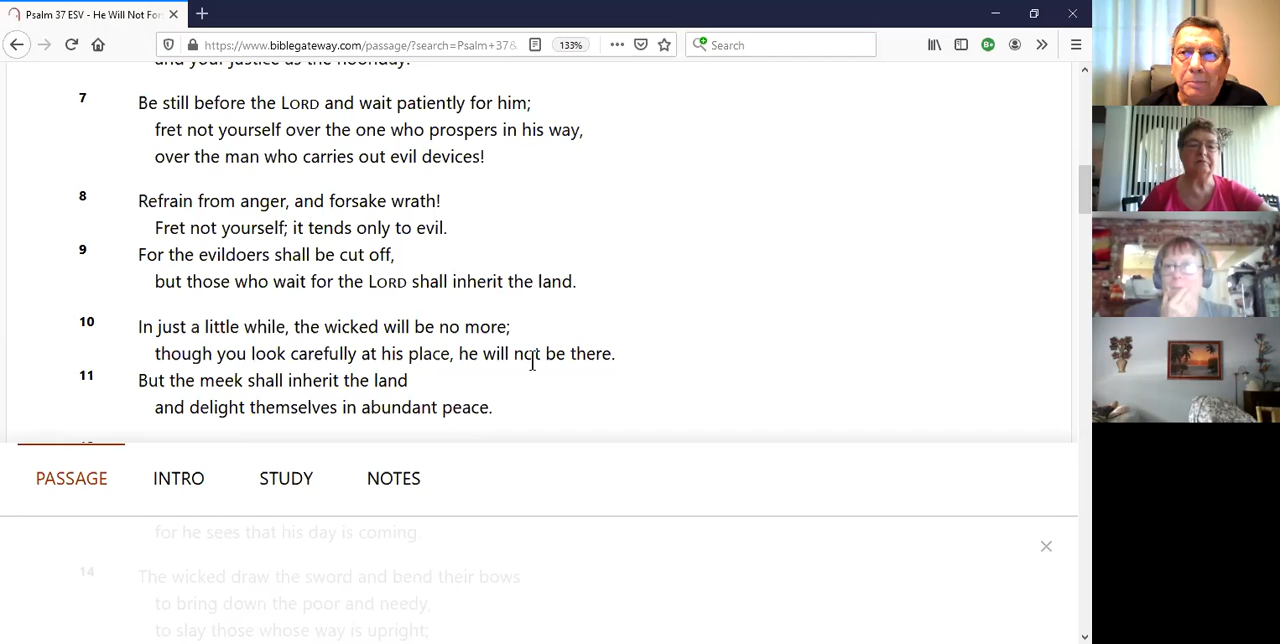 Psalm 37 ESV - He Will Not For
https://www.biblegateway.com/passage/?search=Psalm+37&
133%
Search
and your justice as the noonday.
7 Be still before the LORD and wait patiently for him;
fret not yourself over the one who prospers in his way,
over the man who carries out evil devices!
8 Refrain from anger, and forsake wrath!
Fret not yourself; it tends only to evil.
9 For the evildoers shall be cut off,
but those who wait for the LORD shall inherit the land.
10 In just a little while, the wicked will be no more;
though you look carefully at his place, he will not be there.
11 But the meek shall inherit the land
and delight themselves in abundant peace.
PASSAGE INTRO STUDY NOTES
for he sees that his day is coming.
14 The wicked draw the sword and bend their bows
to bring down the poor and needy,
to slay those whose way is upright;